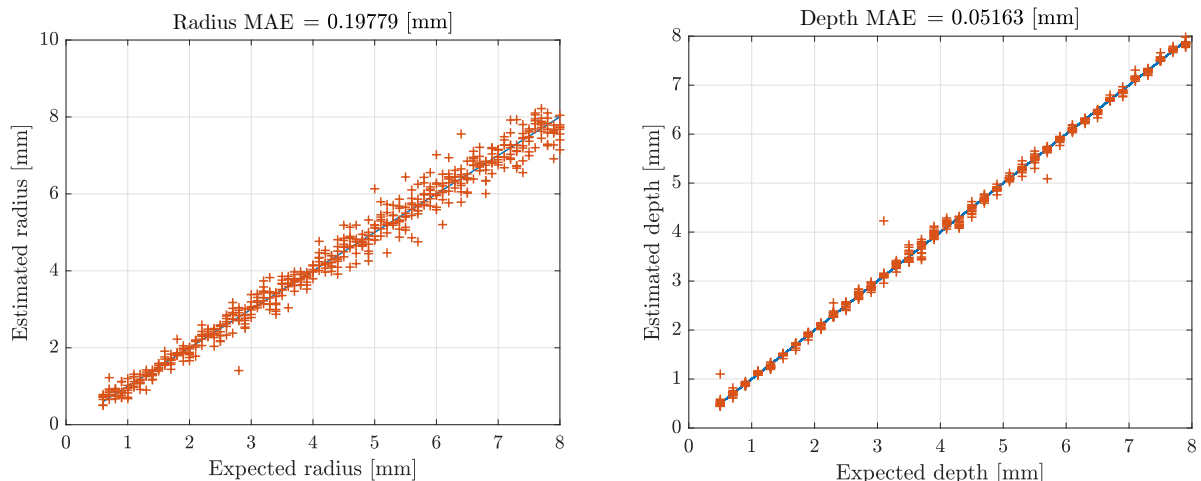 Radius MAE = 0.19779 [mm]
10
8
6
4
2
0
0 1 2 3 4 5 6 7 8
Estimated radius [mm]
Expected radius [mm]
Depth MAE = 0.05163 [mm]
8
7
6
5
4
3
2
1
0
0 1 2 3 4 5 6 7 8
Estimated depth [mm]
Expected depth [mm]